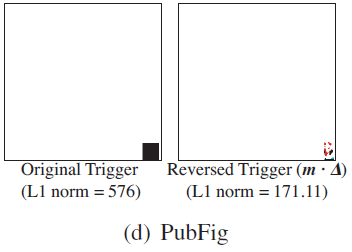 Original Trigger Reversed Trigger (m · Δ)
(L1 norm = 576) (L1 norm = 171.11)
(d) PubFig